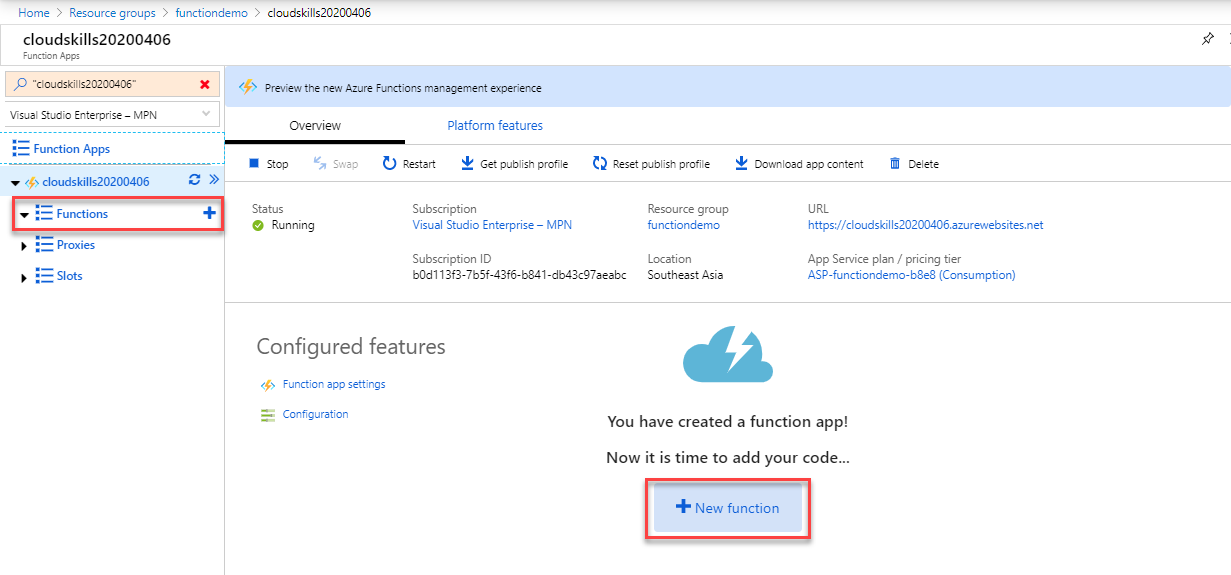 Home > Resource groups > functiondemo > cloudskills20200406
cloudskills20200406
Function Apps
"cloudskills20200406"
Visual Studio Enterprise – MPN
Function Apps
cloudskills20200406
Functions
Proxies
Slots
Preview the new Azure Functions management experience
Overview Platform features
Stop Swap Restart Get publish profile Reset publish profile Download app content Delete
Status Subscription Resource group URL
Running Visual Studio Enterprise – MPN functiondemo https://cloudskills20200406.azurewebsites.net
Subscription ID Location App Service plan / pricing tier
b0d113f3-7b5f-43f6-b841-db43c97aeabc Southeast Asia ASP-functiondemo-b8e8 (Consumption)
Configured features
Function app settings
Configuration
You have created a function app!
Now it is time to add your code...
New function